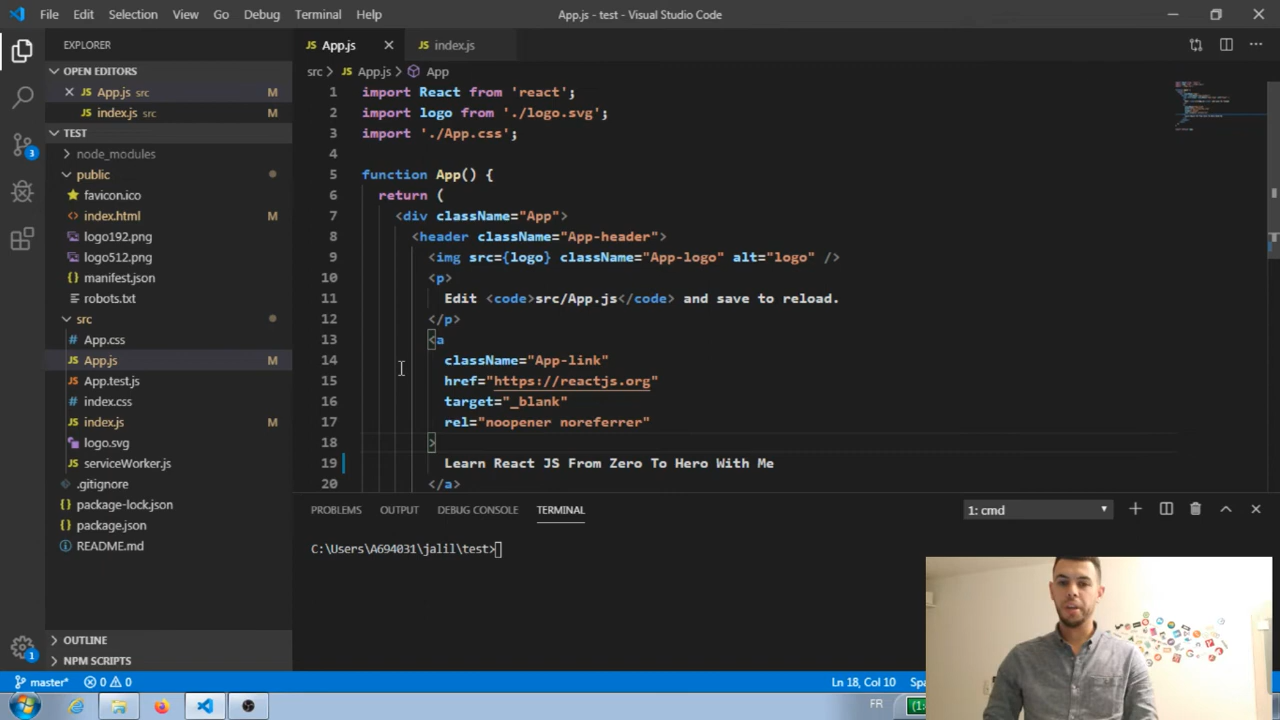 File Edit Selection View Go Debug Terminal Help
App.js - test - Visual Studio Code
EXPLORER
OPEN EDITORS
App.js src M
index.js src M
TEST
node_modules
public
favicon.ico
index.html M
logo192.png
logo512.png
manifest.json
robots.txt
src
App.css
App.js M
App.test.js
index.css
index.js M
logo.svg
serviceWorker.js
.gitignore
package-lock.json
package.json
README.md
OUTLINE
NPM SCRIPTS
3
1
JS App.js
JS index.js
src > JS App.js > App
1 import React from 'react';
2 import logo from './logo.svg';
3 import './App.css';
4
5 function App() {
6 return (
7 <div className="App">
8 <header className="App-header">
9 <img src={logo} className="App-logo" alt="logo" />
10 <p>
11 Edit <code>src/App.js</code> and save to reload.
12 </p>
13 <a
14 className="App-link"
15 href="https://reactjs.org"
16 target="_blank"
17 rel="noopener noreferrer"
18 >
19 Learn React JS From Zero To Hero With Me
20 </a>
PROBLEMS OUTPUT DEBUG CONSOLE TERMINAL
1: cmd
C:\Users\A694031\jalil\test>
master* 0 0
Ln 18, Col 10
FR